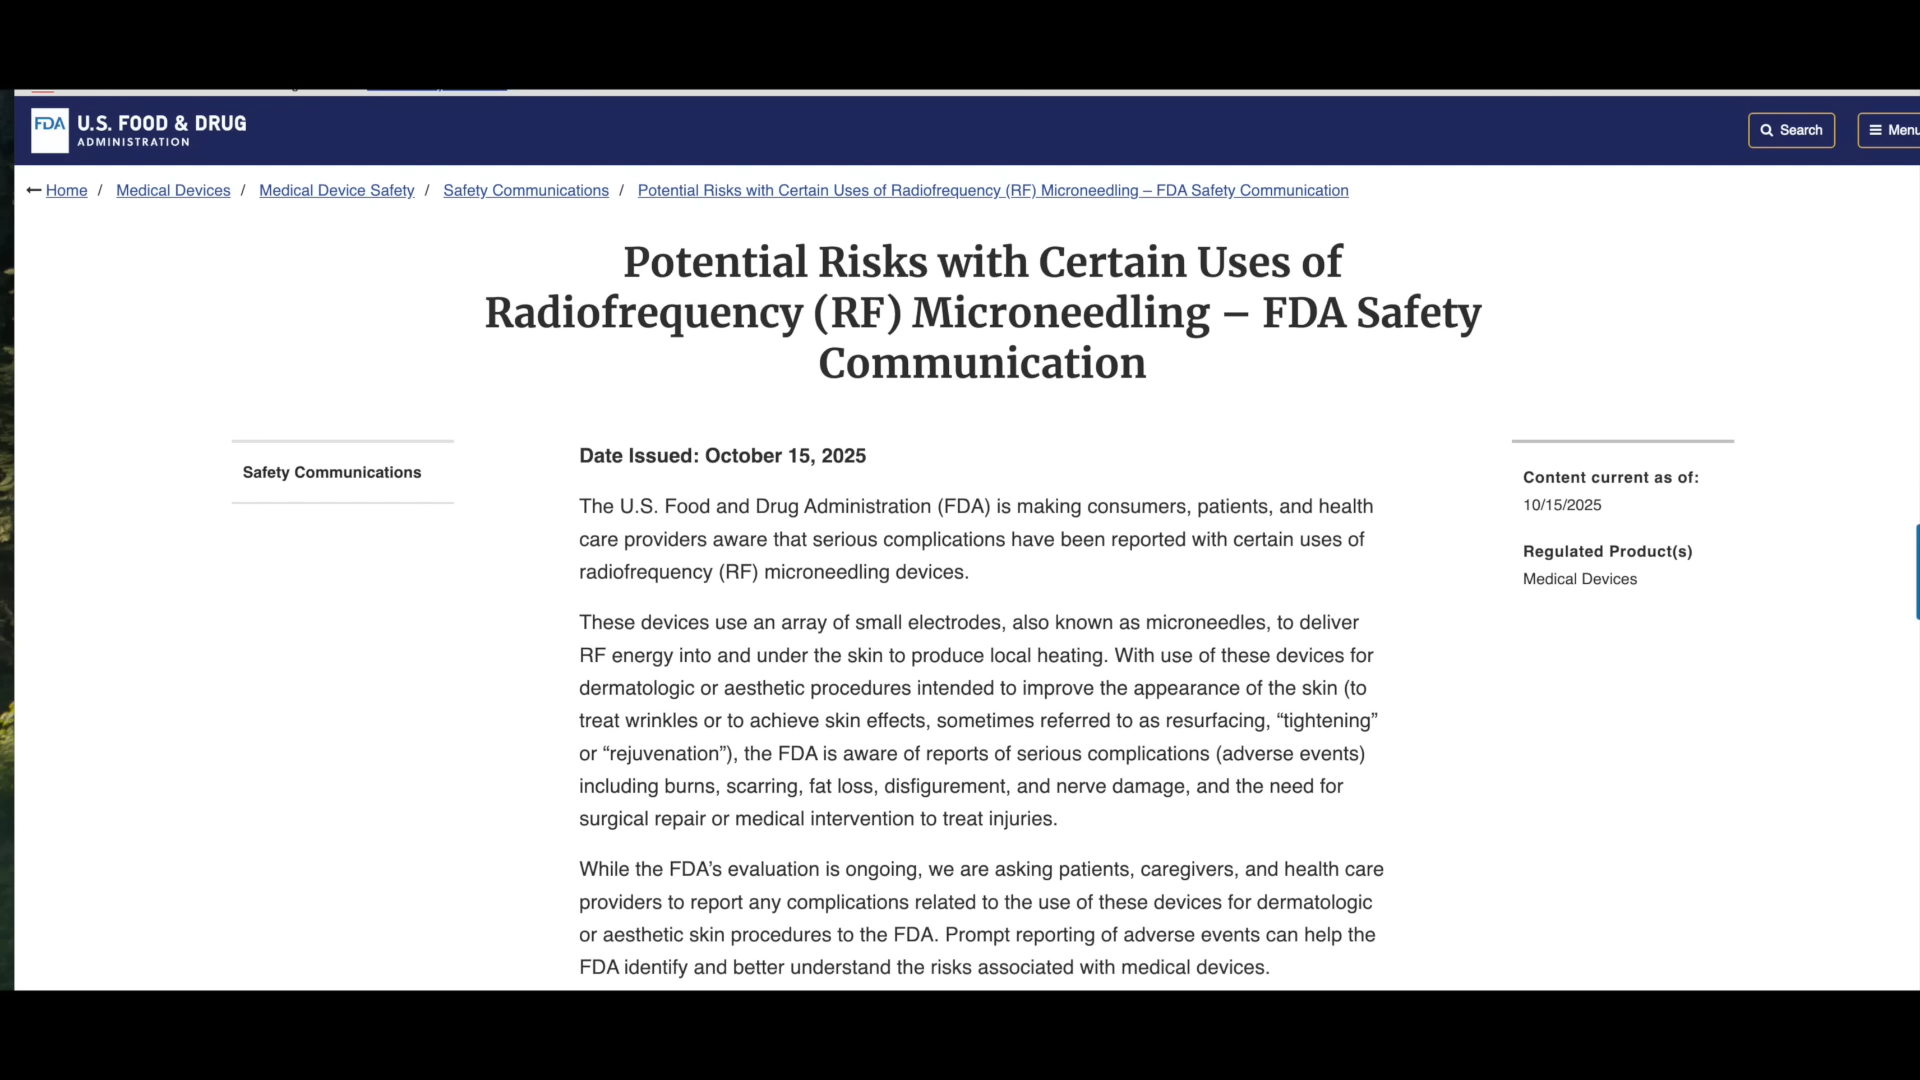 FDA U.S. FOOD & DRUG
ADMINISTRATION
Search
Menu
Home / Medical Devices / Medical Device Safety / Safety Communications / Potential Risks with Certain Uses of Radiofrequency (RF) Microneedling – FDA Safety Communication
Potential Risks with Certain Uses of
Radiofrequency (RF) Microneedling – FDA Safety
Communication
Safety Communications
Date Issued: October 15, 2025
The U.S. Food and Drug Administration (FDA) is making consumers, patients, and health
care providers aware that serious complications have been reported with certain uses of
radiofrequency (RF) microneedling devices.
These devices use an array of small electrodes, also known as microneedles, to deliver
RF energy into and under the skin to produce local heating. With use of these devices for
dermatologic or aesthetic procedures intended to improve the appearance of the skin (to
treat wrinkles or to achieve skin effects, sometimes referred to as resurfacing, “tightening”
or “rejuvenation”), the FDA is aware of reports of serious complications (adverse events)
including burns, scarring, fat loss, disfigurement, and nerve damage, and the need for
surgical repair or medical intervention to treat injuries.
While the FDA’s evaluation is ongoing, we are asking patients, caregivers, and health care
providers to report any complications related to the use of these devices for dermatologic
or aesthetic skin procedures to the FDA. Prompt reporting of adverse events can help the
FDA identify and better understand the risks associated with medical devices.
Content current as of:
10/15/2025
Regulated Product(s)
Medical Devices